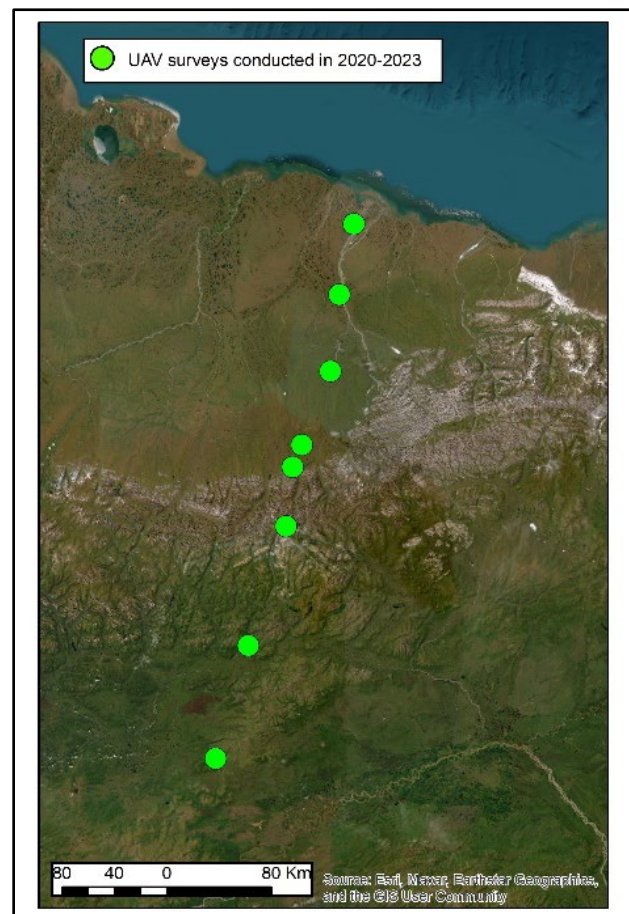 UAV surveys conducted in 2020-2023
80 40 0 80 Km
Source: Esri, Maxar, Earthstar Geographics,
and the GIS User Community